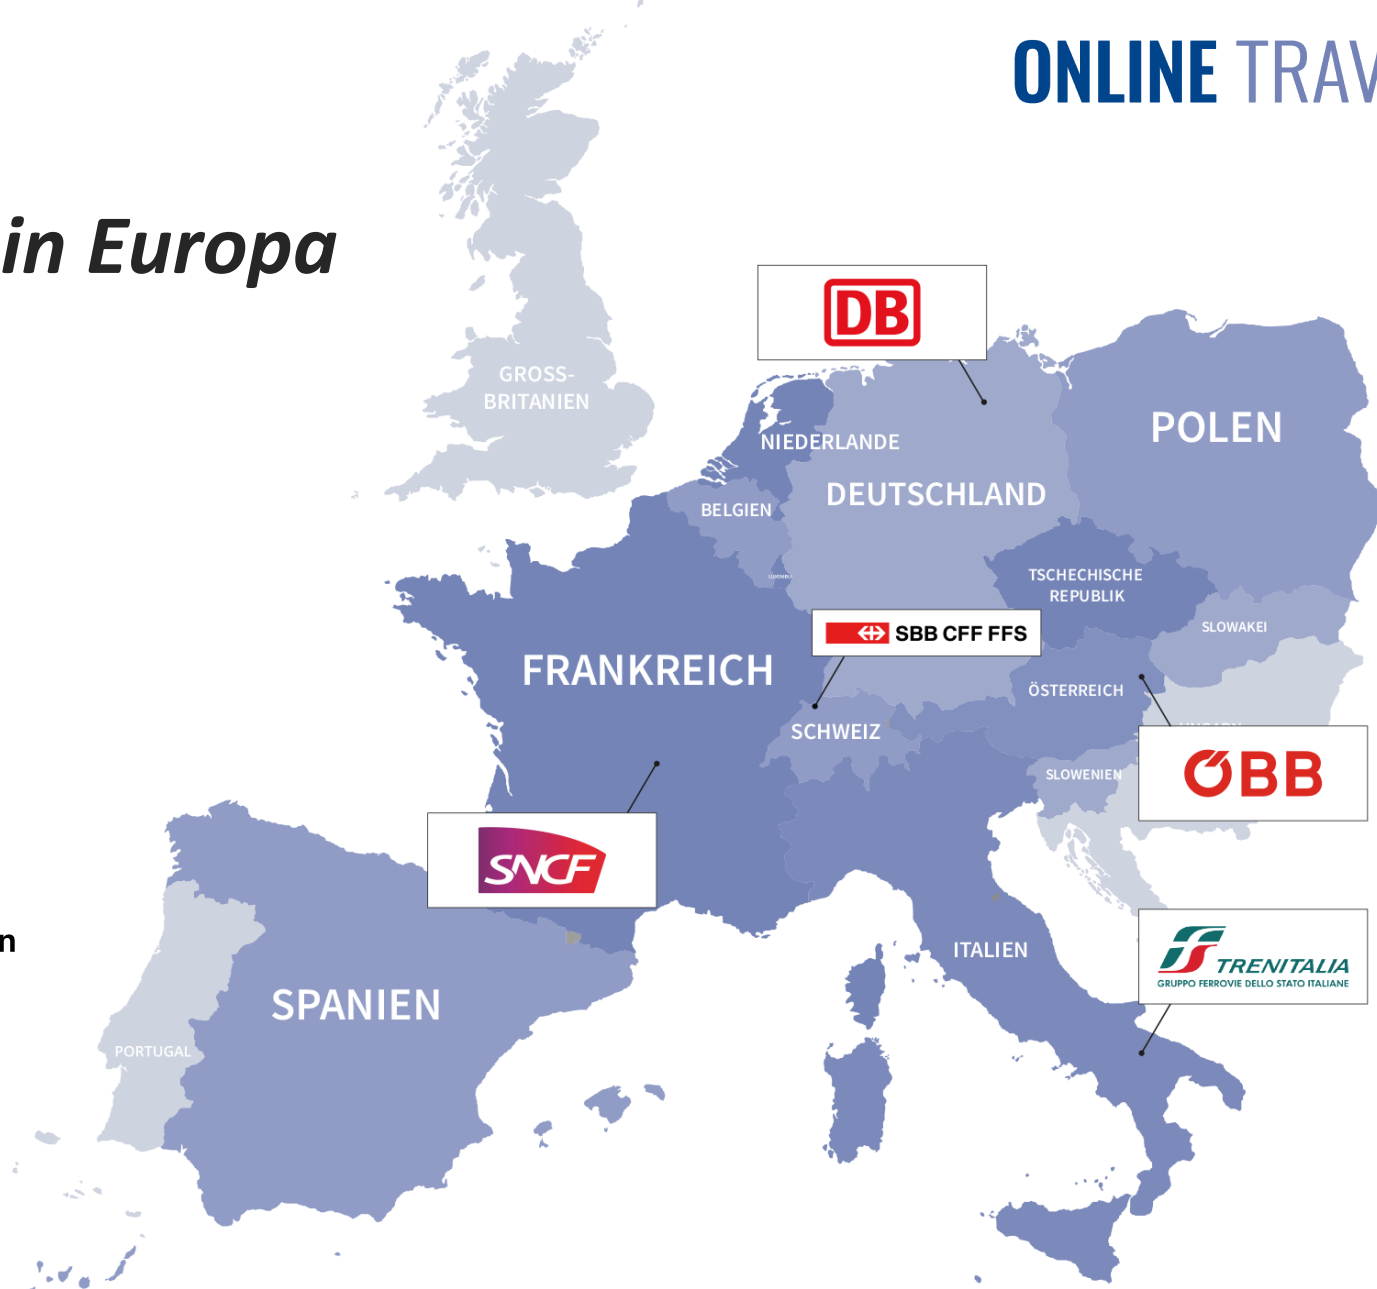 ONLINE TRAV
in Europa
DB
GROSS-
BRITANIEN
POLEN
NIEDERLANDE
DEUTSCHLAND
BELGIEN
TSCHECHISCHE
REPUBLIK
SLOWAKEI
SBB CFF FFS
FRANKREICH
ÖSTERREICH
SCHWEIZ
SLOWENIEN
ÖBB
SNCF
n
ITALIEN
TRENITALIA
GRUPPO FERROVIE DELLO STATO ITALIANE
SPANIEN
PORTUGAL